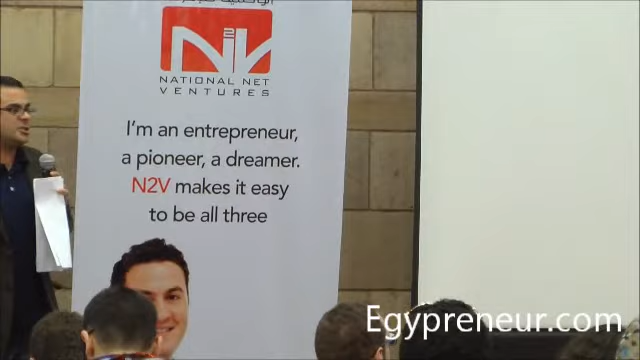 N2V
NATIONAL NET
VENTURES
I'm an entrepreneur,
a pioneer, a dreamer.
N2V makes it easy
to be all three
Egypreneur.com